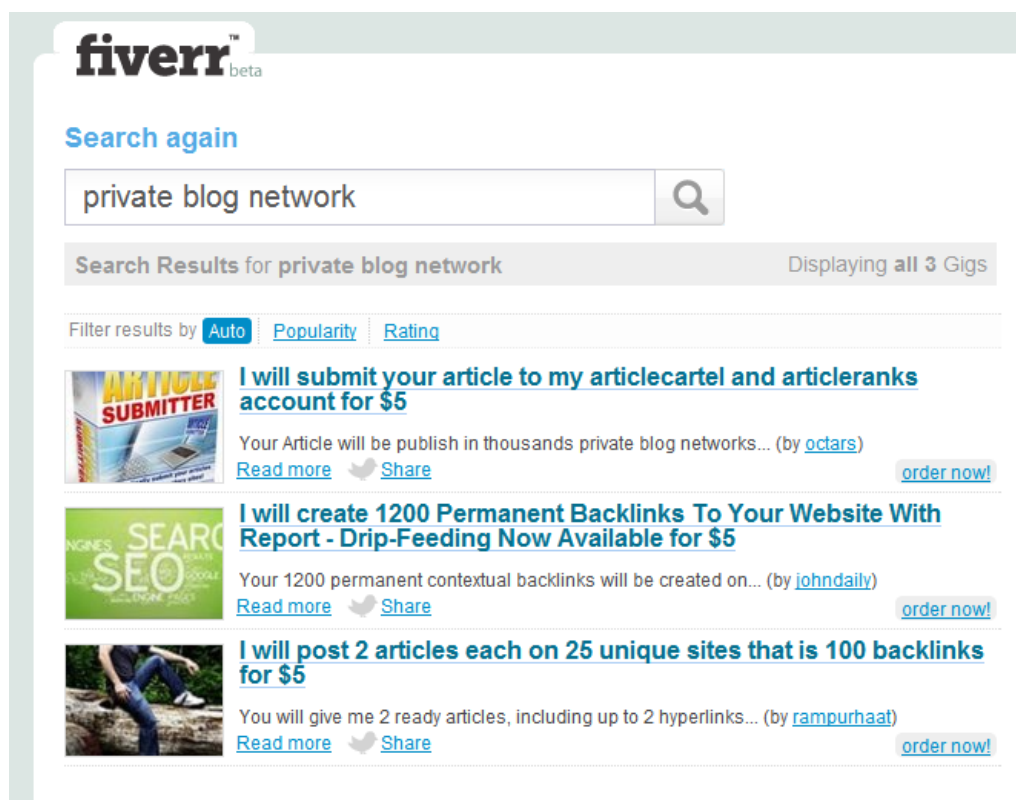 fiverr™
beta
Search again
private blog network
Search Results for private blog network
Displaying all 3 Gigs
Filter results by Auto Popularity Rating
ARTICLE
SUBMITTER
I will submit your article to my articlecartel and articleranks
account for $5
Your Article will be publish in thousands private blog networks... (by octars)
Read more Share
order now!
SEARC
NGINES
SEO
I will create 1200 Permanent Backlinks To Your Website With
Report - Drip-Feeding Now Available for $5
Your 1200 permanent contextual backlinks will be created on... (by johndaily)
Read more Share
order now!
I will post 2 articles each on 25 unique sites that is 100 backlinks
for $5
You will give me 2 ready articles, including up to 2 hyperlinks... (by rampurhaat)
Read more Share
order now!